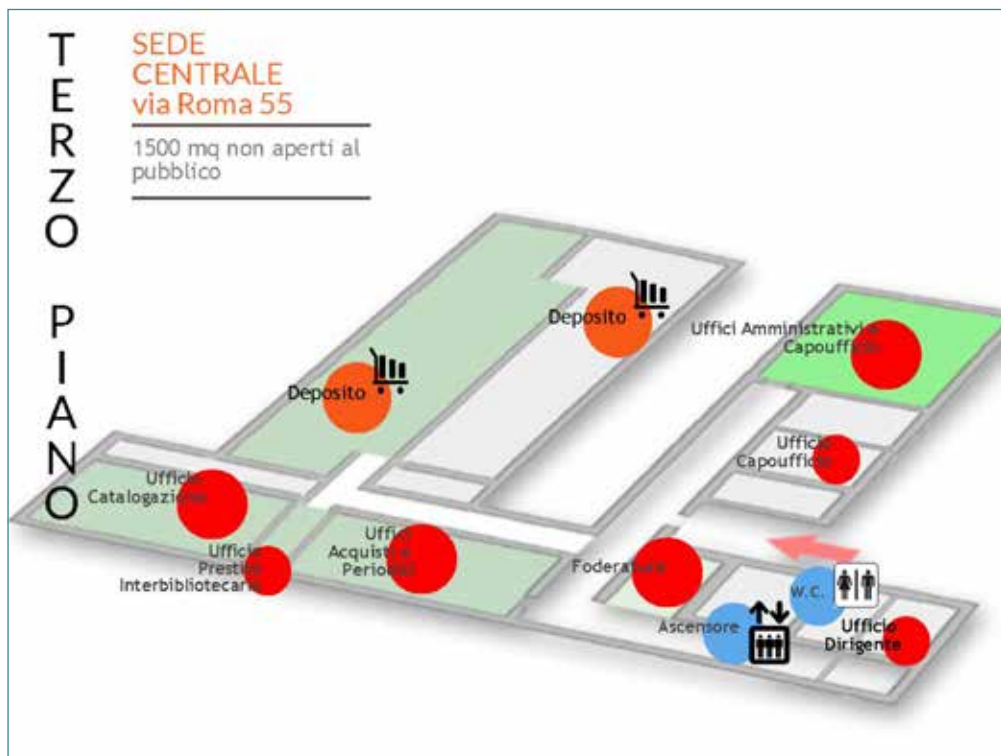 TERZO PIANO
SEDE
CENTRALE
via Roma 55
1500 mq non aperti al
pubblico
Deposito
Deposito
Uffici Amministrativi e
Capoufficio
Ufficio
Capoufficio
Ufficio
Catalogazione
Ufficio
Prestito
Interbibliotecario
Uffici
Acquisti e
Periodici
Foderatura
W.C.
Ascensore
Ufficio
Dirigente